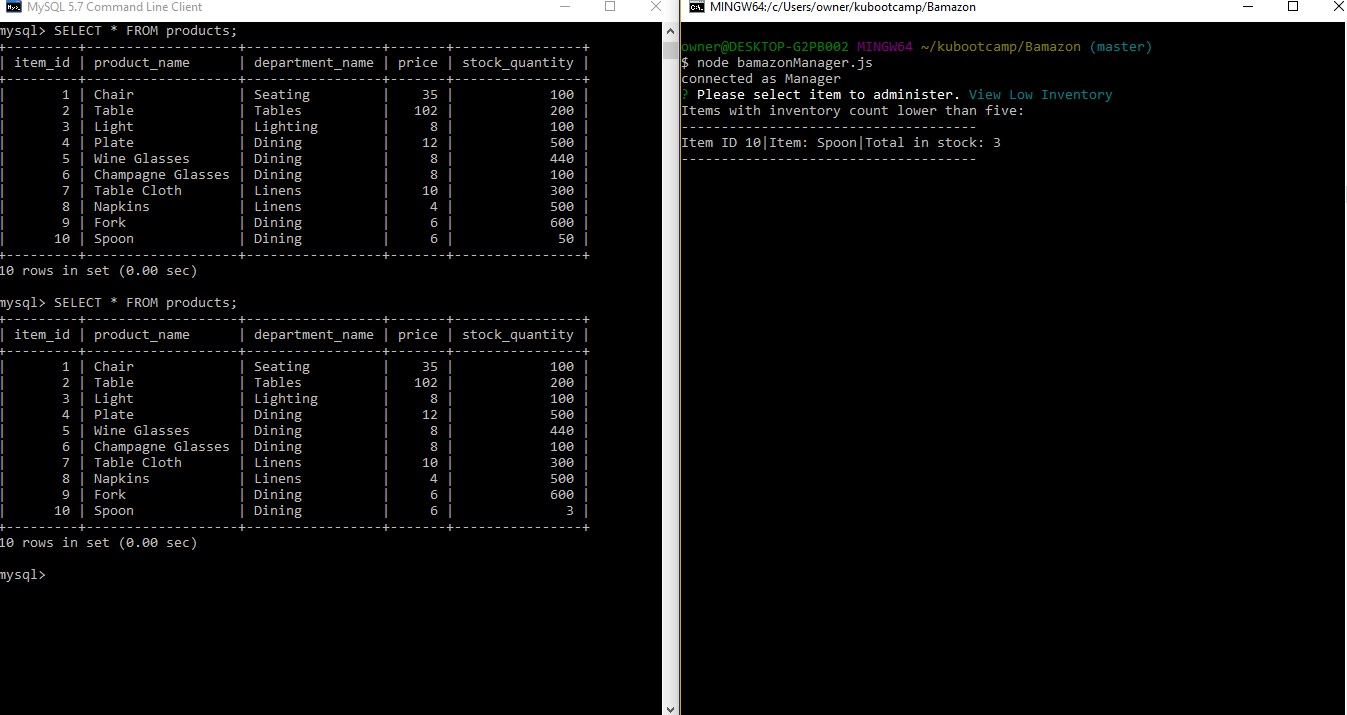 MySQL 5.7 Command Line Client
mysql> SELECT * FROM products;
+---------+-------------------+-----------------+-------+----------------+
| item_id | product_name      | department_name | price | stock_quantity |
+---------+-------------------+-----------------+-------+----------------+
|       1 | Chair             | Seating         |    35 |            100 |
|       2 | Table             | Tables          |   102 |            200 |
|       3 | Light             | Lighting        |     8 |            100 |
|       4 | Plate             | Dining          |    12 |            500 |
|       5 | Wine Glasses      | Dining          |     8 |            440 |
|       6 | Champagne Glasses | Dining          |     8 |            100 |
|       7 | Table Cloth       | Linens          |    10 |            300 |
|       8 | Napkins           | Linens          |     4 |            500 |
|       9 | Fork              | Dining          |     6 |            600 |
|      10 | Spoon             | Dining          |     6 |             50 |
+---------+-------------------+-----------------+-------+----------------+
10 rows in set (0.00 sec)
mysql> SELECT * FROM products;
+---------+-------------------+-----------------+-------+----------------+
| item_id | product_name      | department_name | price | stock_quantity |
+---------+-------------------+-----------------+-------+----------------+
|       1 | Chair             | Seating         |    35 |            100 |
|       2 | Table             | Tables          |   102 |            200 |
|       3 | Light             | Lighting        |     8 |            100 |
|       4 | Plate             | Dining          |    12 |            500 |
|       5 | Wine Glasses      | Dining          |     8 |            440 |
|       6 | Champagne Glasses | Dining          |     8 |            100 |
|       7 | Table Cloth       | Linens          |    10 |            300 |
|       8 | Napkins           | Linens          |     4 |            500 |
|       9 | Fork              | Dining          |     6 |            600 |
|      10 | Spoon             | Dining          |     6 |              3 |
+---------+-------------------+-----------------+-------+----------------+
10 rows in set (0.00 sec)
mysql>
MINGW64:/c/Users/owner/kubootcamp/Bamazon
owner@DESKTOP-G2PB002 MINGW64 ~/kubootcamp/Bamazon (master)
$ node bamazonManager.js
connected as Manager
? Please select item to administer. View Low Inventory
Items with inventory count lower than five:
-------------------------------------
Item ID 10|Item: Spoon|Total in stock: 3
-------------------------------------